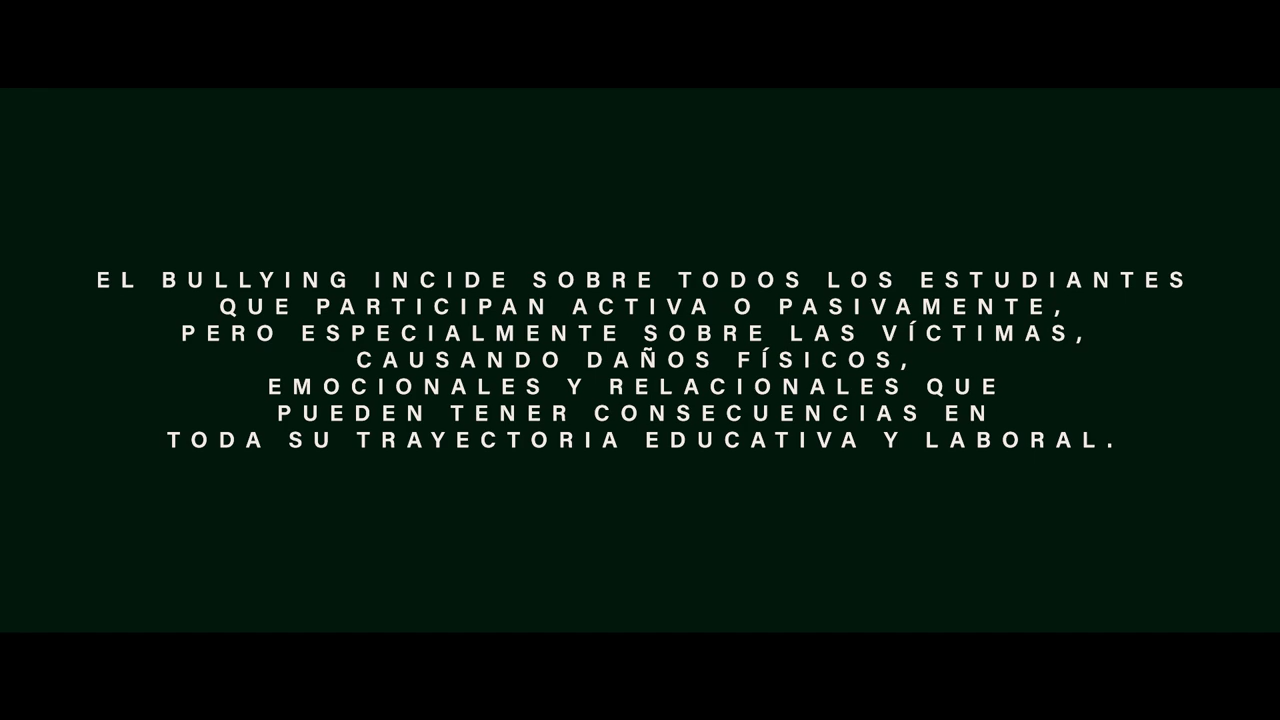 EL BULLYING INCIDE SOBRE TODOS LOS ESTUDIANTES
QUE PARTICIPAN ACTIVA O PASIVAMENTE,
PERO ESPECIALMENTE SOBRE LAS VÍCTIMAS,
CAUSANDO DAÑOS FÍSICOS,
EMOCIONALES Y RELACIONALES QUE
PUEDEN TENER CONSECUENCIAS EN
TODA SU TRAYECTORIA EDUCATIVA Y LABORAL.